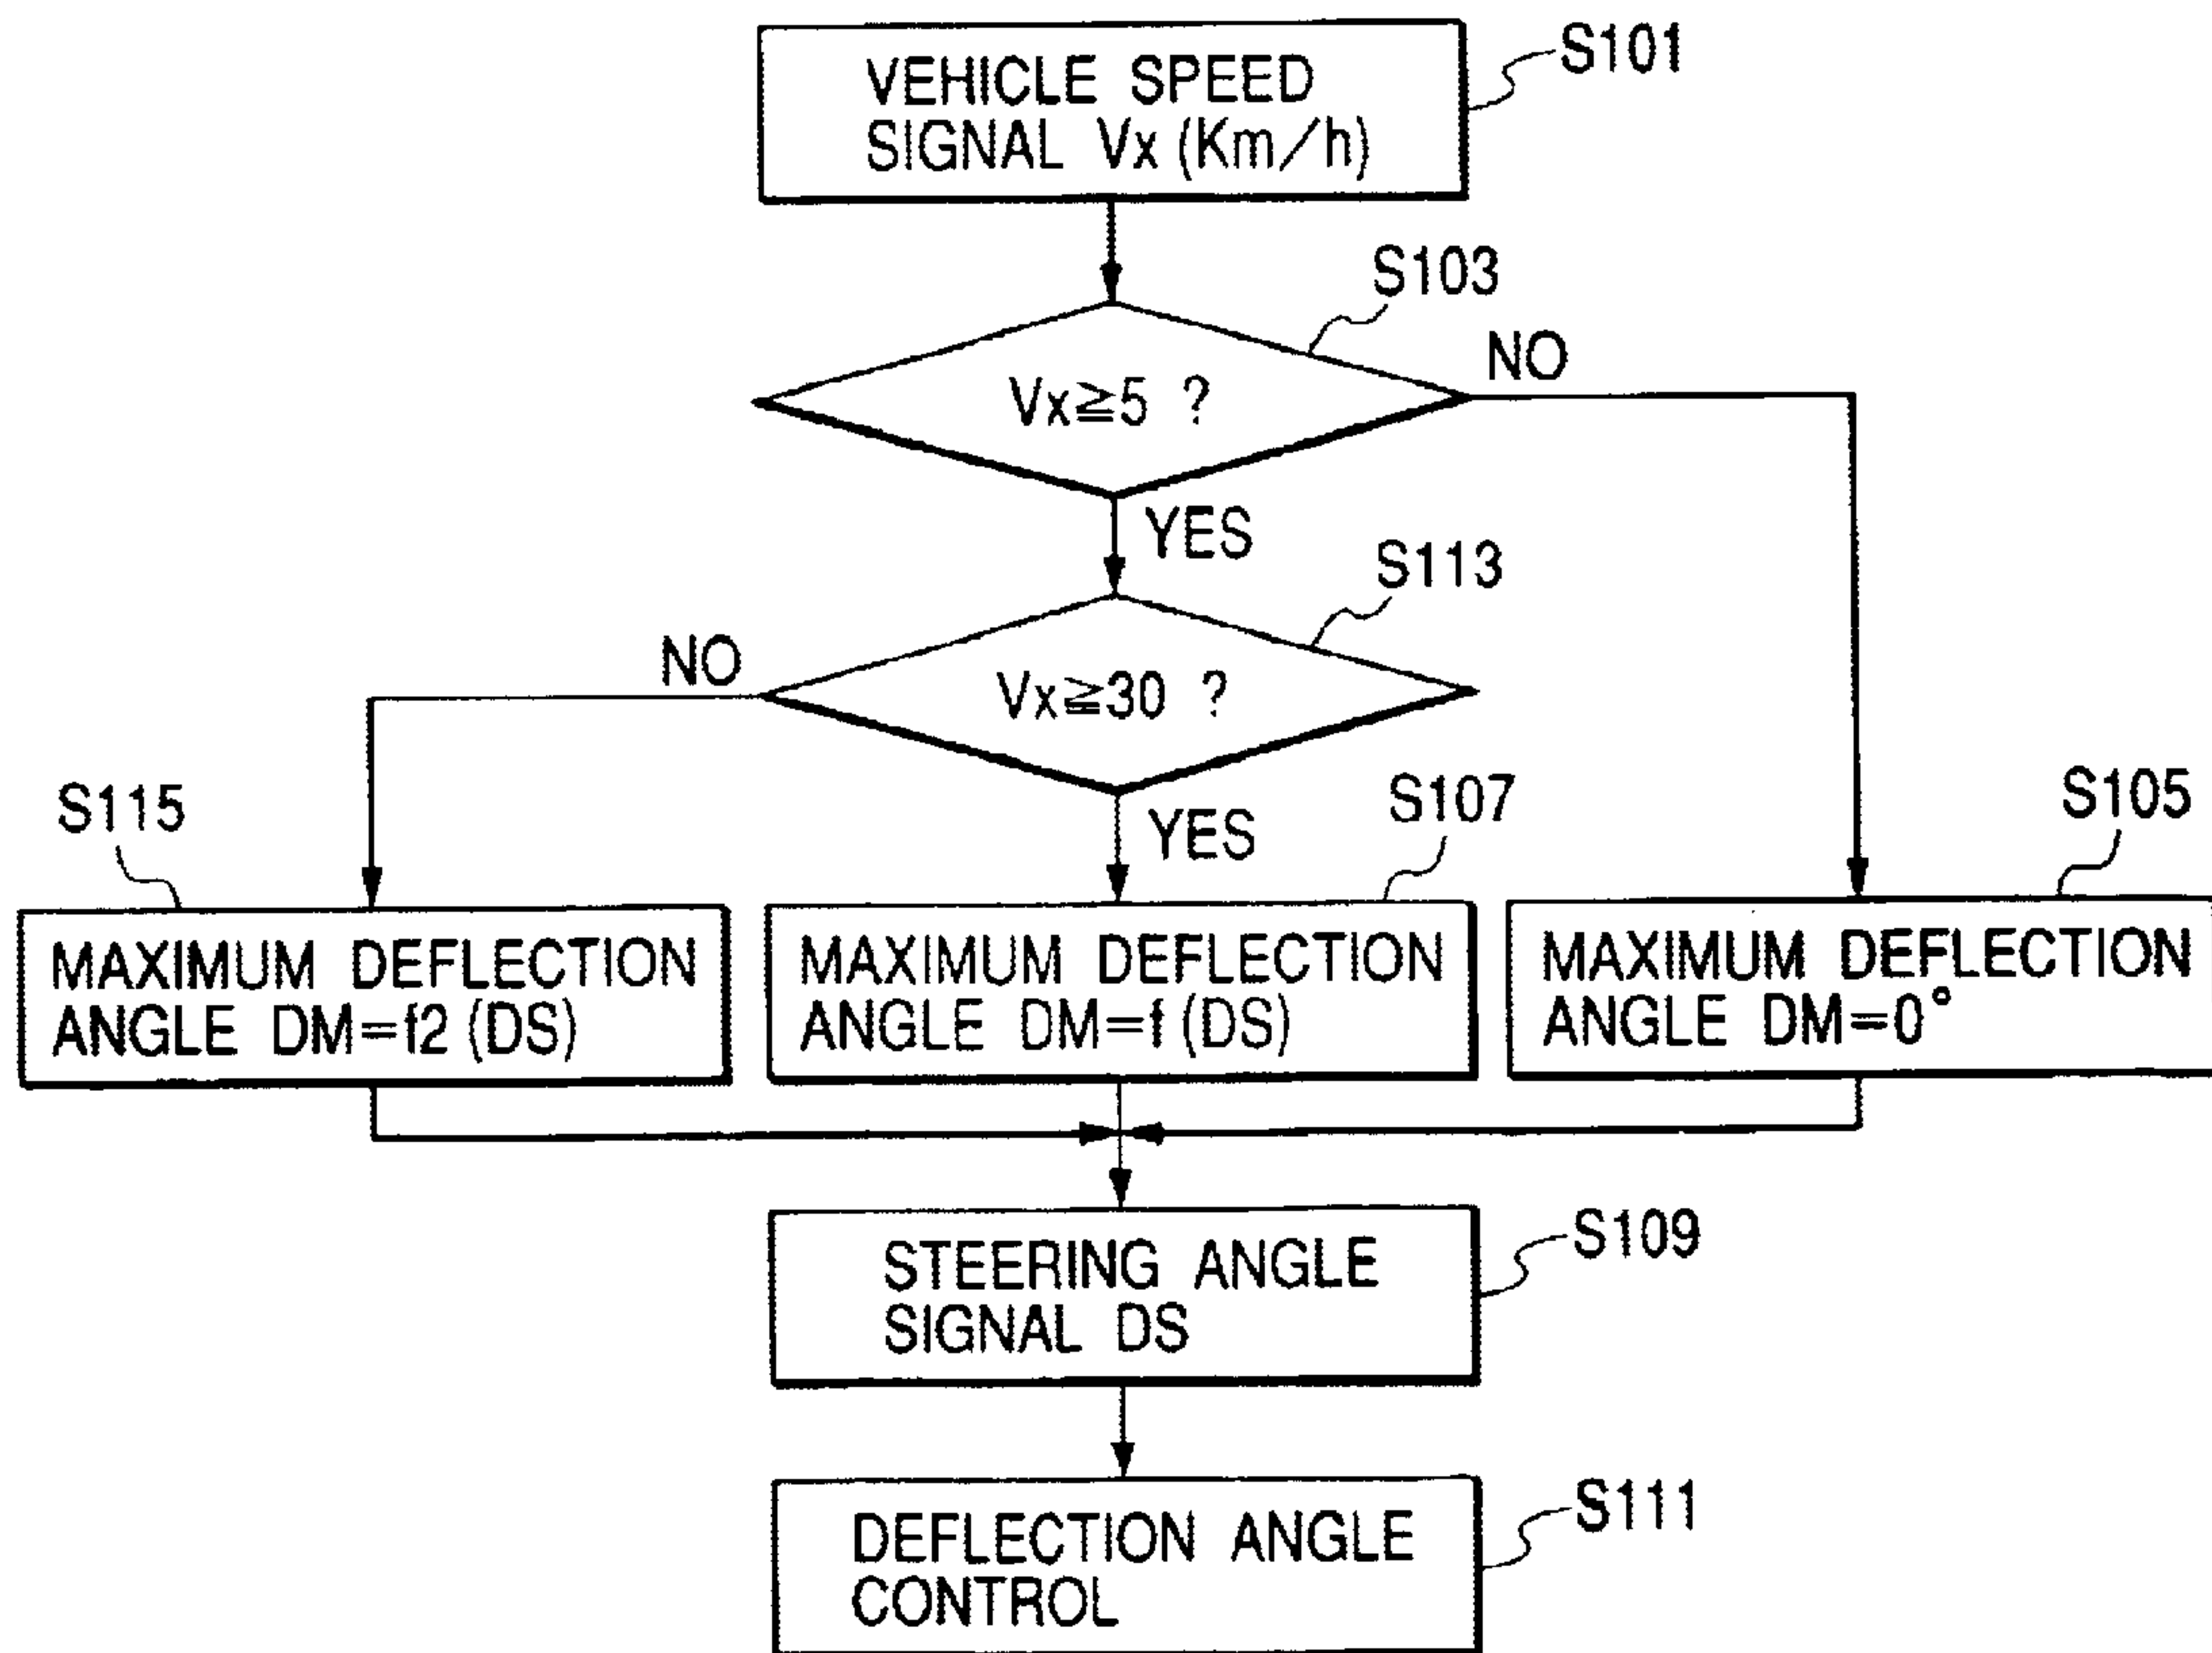 VEHICLE SPEED
SIGNAL Vx (Km/h)
S101
S103
Vx≧5 ?
NO
YES
S113
NO
Vx≧30 ?
YES
S115
S107
S105
MAXIMUM DEFLECTION
ANGLE DM=f2 (DS)
MAXIMUM DEFLECTION
ANGLE DM=f (DS)
MAXIMUM DEFLECTION
ANGLE DM=0°
STEERING ANGLE
SIGNAL DS
S109
DEFLECTION ANGLE
CONTROL
S111